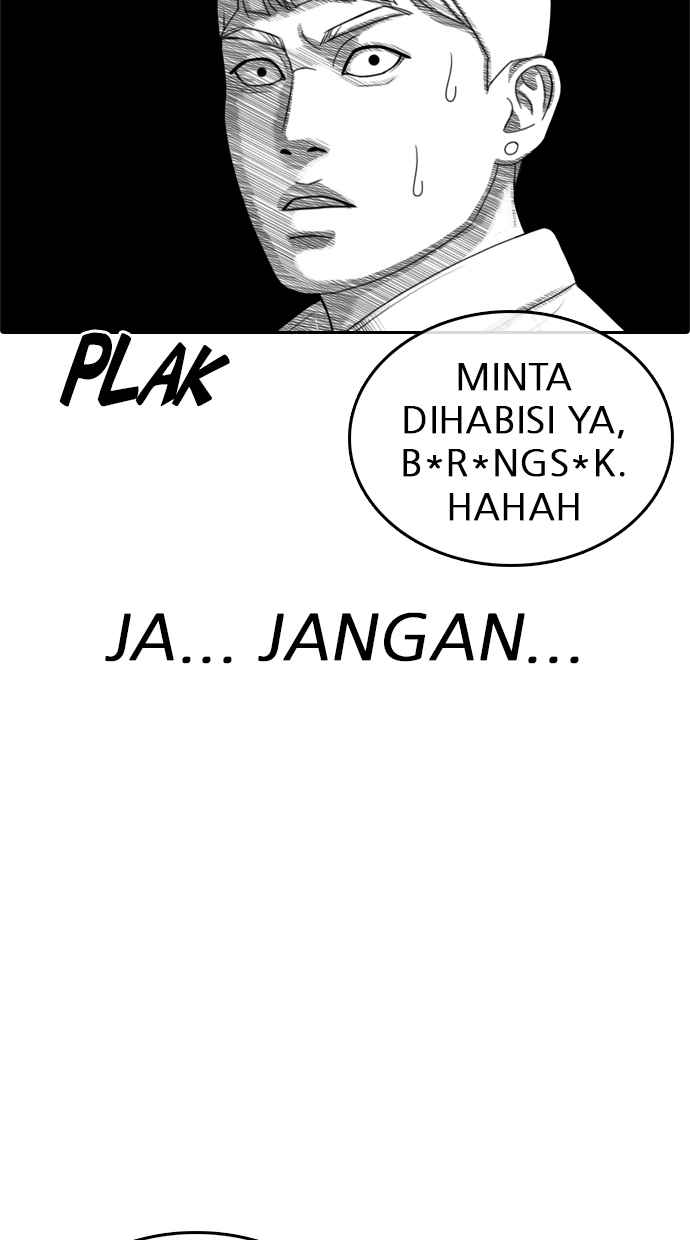 PLAK
MINTA
DIHABISI YA,
B*R*NGS*K.
HAHAH
JA... JANGAN...